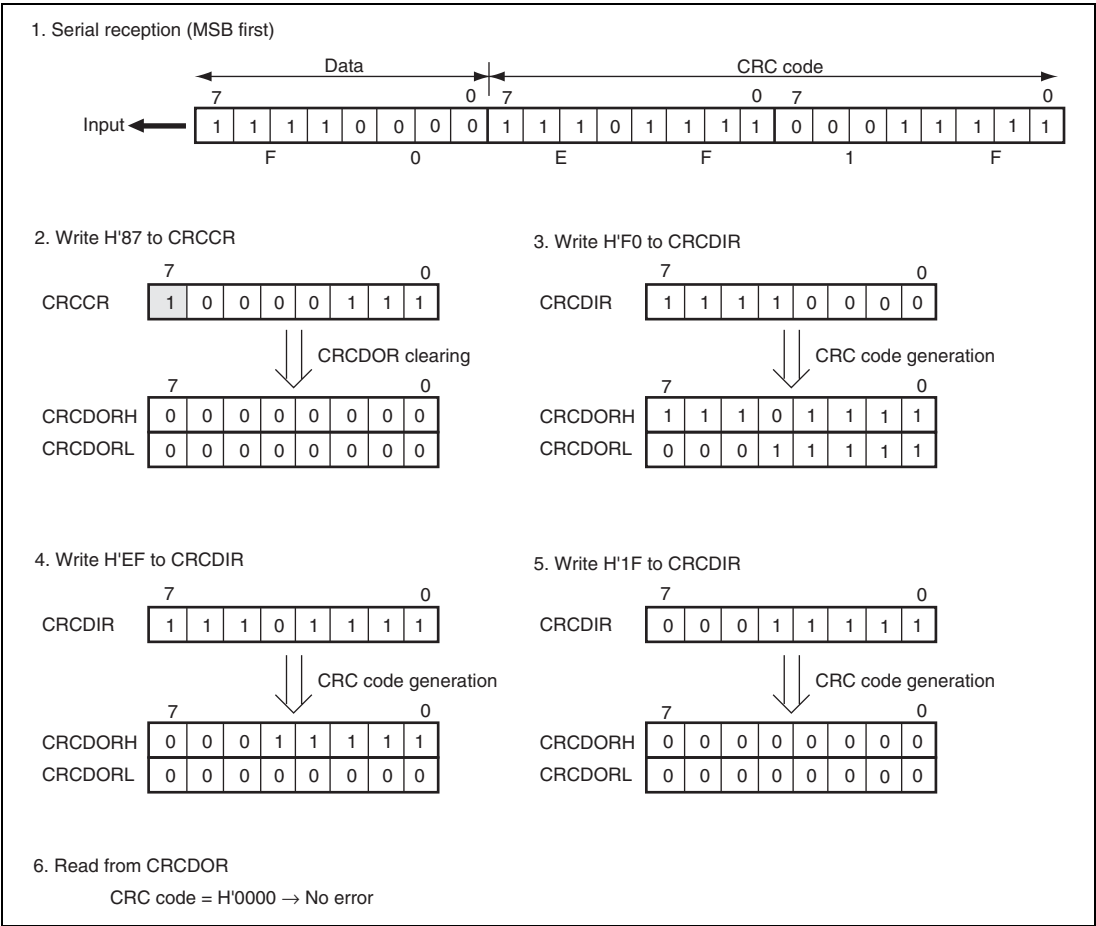 1. Serial reception (MSB first)
Data CRC code
7 0 7 0 7 0
Input 1 1 1 1 0 0 0 0 1 1 1 0 1 1 1 1 0 0 0 1 1 1 1 1
F 0 E F 1 F
2. Write H'87 to CRCCR
7 0
CRCCR 1 0 0 0 0 1 1 1
CRCDOR clearing
7 0
CRCDORH 0 0 0 0 0 0 0 0
CRCDORL 0 0 0 0 0 0 0 0
3. Write H'F0 to CRCDIR
7 0
CRCDIR 1 1 1 1 0 0 0 0
CRC code generation
7 0
CRCDORH 1 1 1 0 1 1 1 1
CRCDORL 0 0 0 1 1 1 1 1
4. Write H'EF to CRCDIR
7 0
CRCDIR 1 1 1 0 1 1 1 1
CRC code generation
7 0
CRCDORH 0 0 0 1 1 1 1 1
CRCDORL 0 0 0 0 0 0 0 0
5. Write H'1F to CRCDIR
7 0
CRCDIR 0 0 0 1 1 1 1 1
CRC code generation
7 0
CRCDORH 0 0 0 0 0 0 0 0
CRCDORL 0 0 0 0 0 0 0 0
6. Read from CRCDOR
CRC code = H'0000 → No error